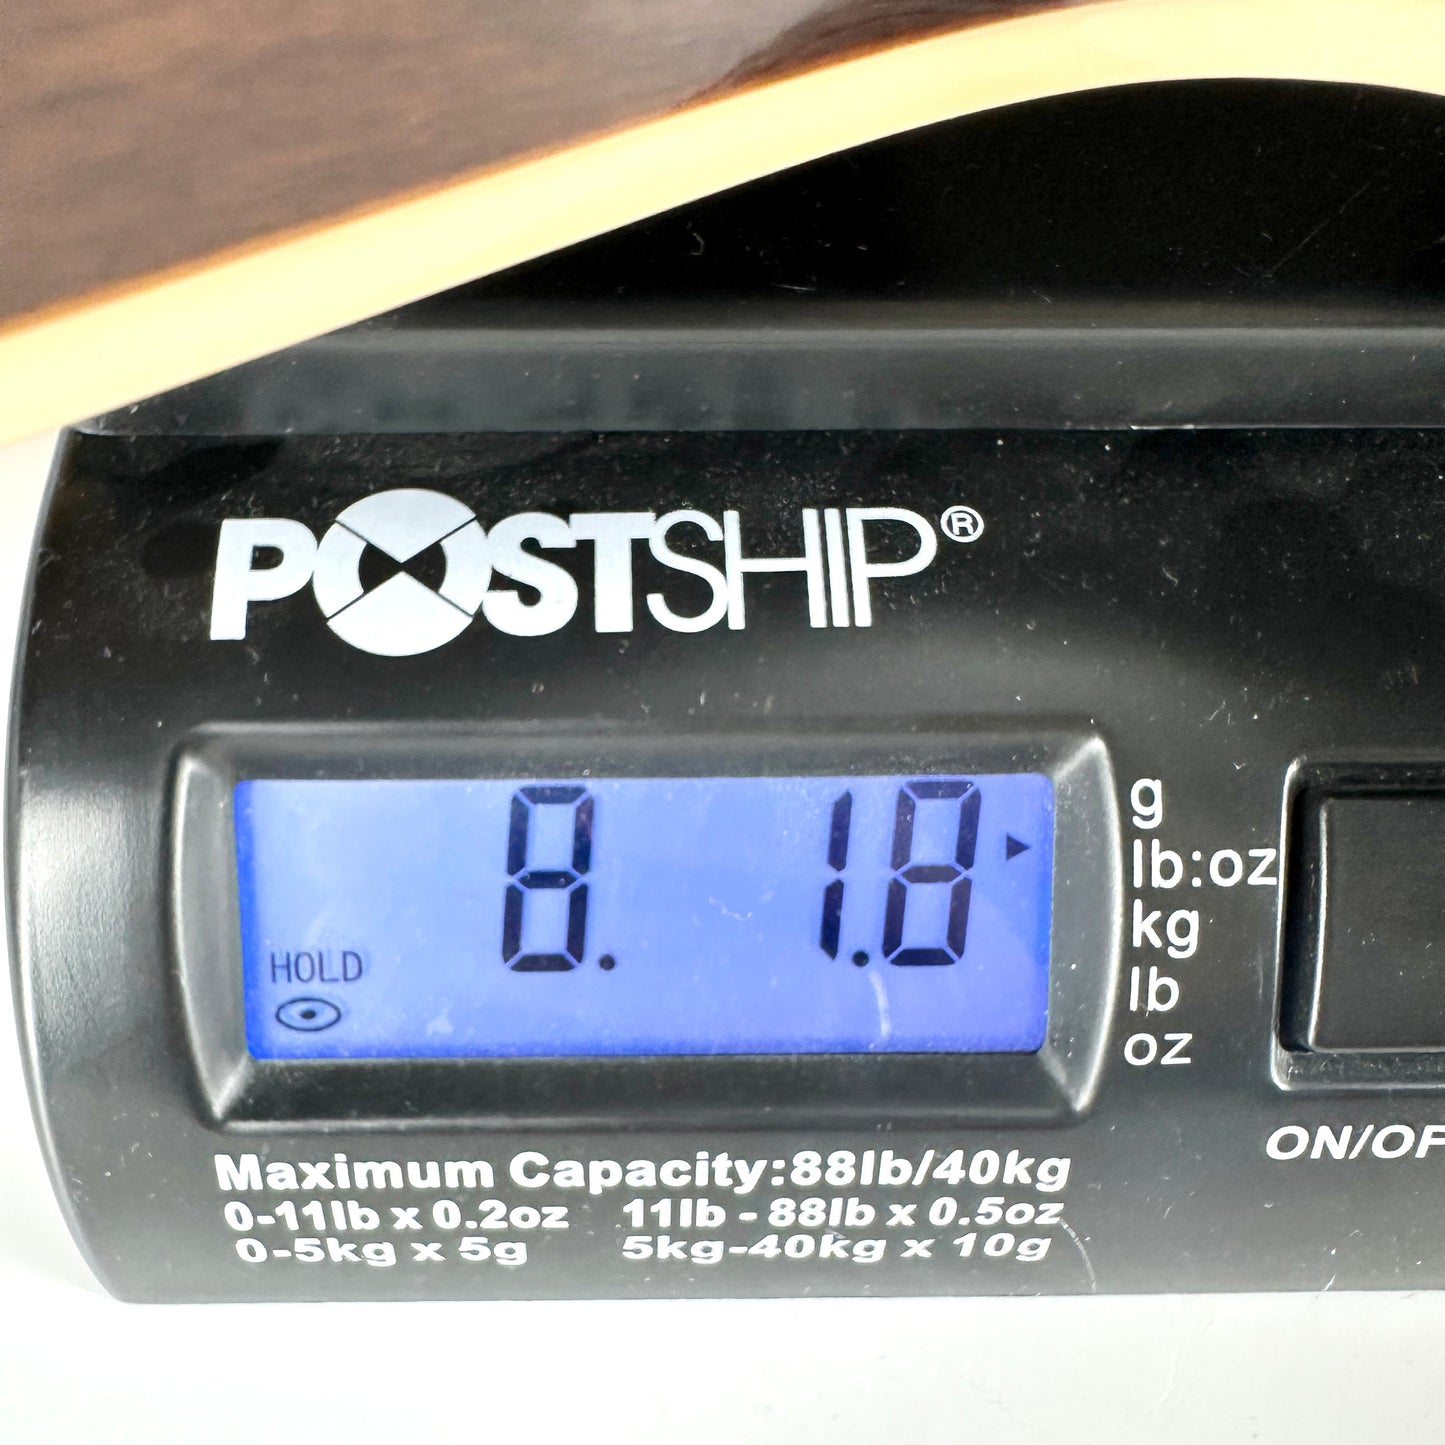 POSTSHIP®
8. 1.8
HOLD
g
lb:oz
kg
lb
oz
ON/OF
Maximum Capacity:88lb/40kg
0-11lb x 0.2oz 11lb - 88lb x 0.5oz
0-5kg x 5g 5kg-40kg x 10g